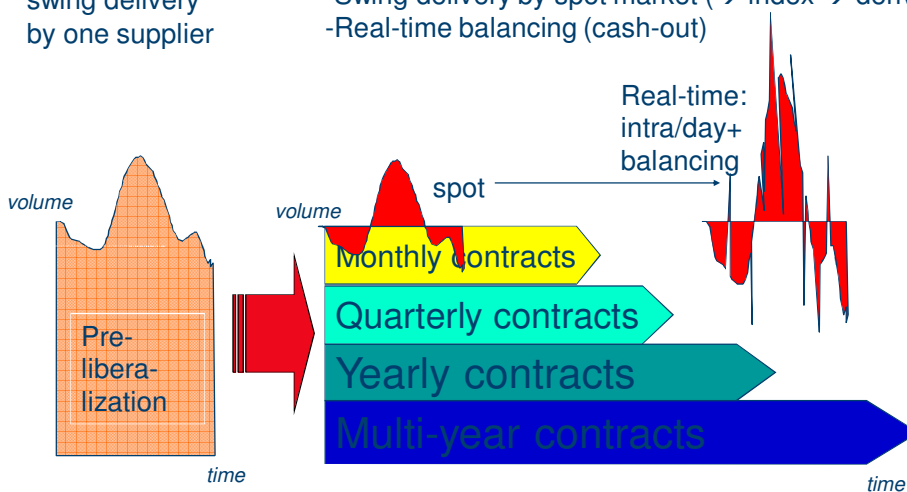 swing delivery
by one supplier
-Swing delivery by spot market (→ index →
-Real-time balancing (cash-out)
Real-time:
intra/day+
balancing
volume
volume
spot
Monthly contracts
Quarterly contracts
Yearly contracts
Multi-year contracts
Pre-
libera-
lization
time
time